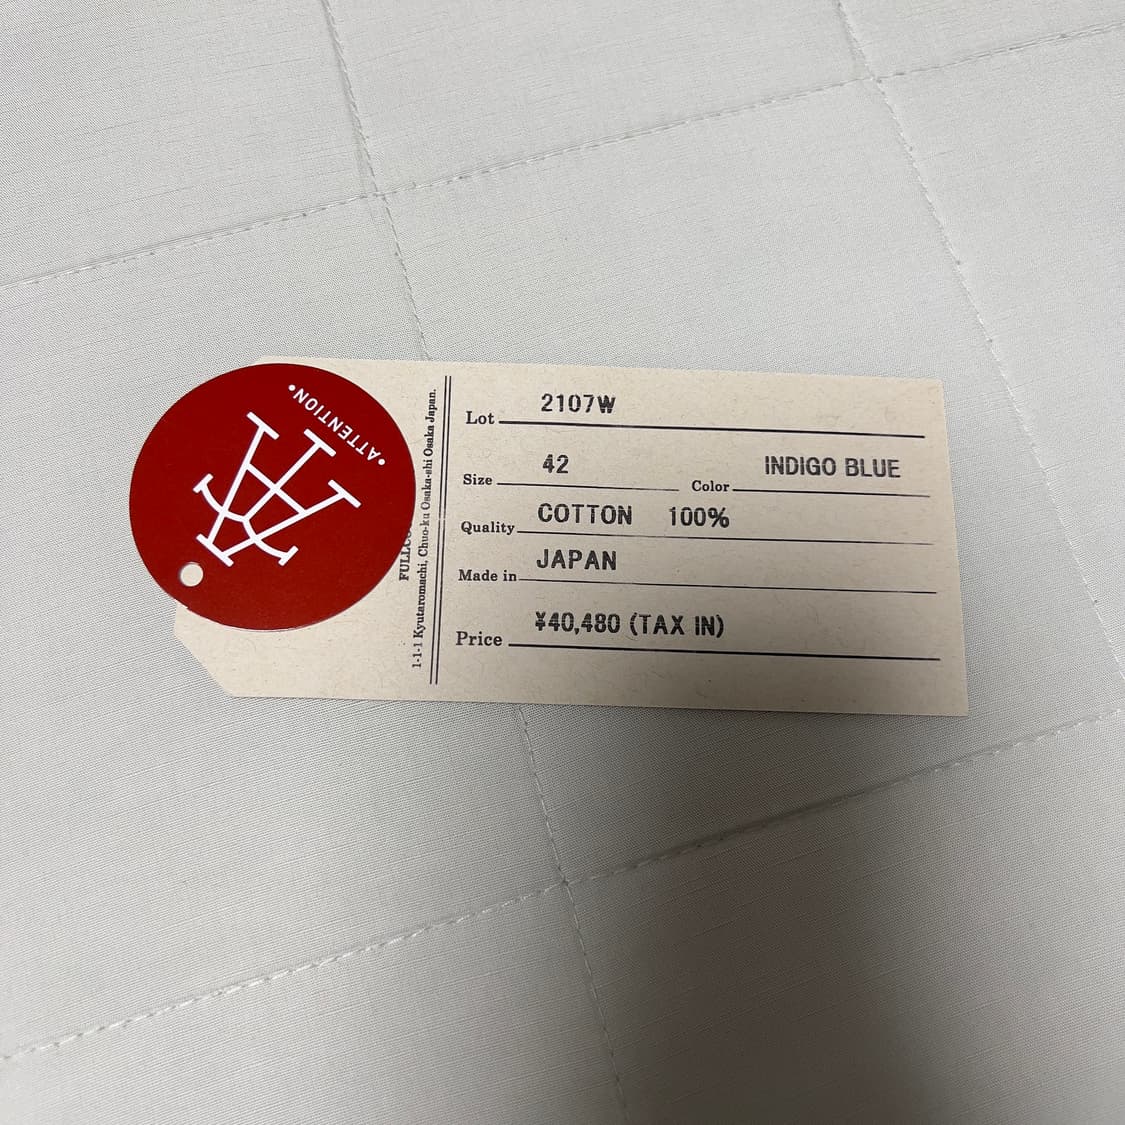 •ATTENTION.•
FULLCO
1-1-1 Kyutaromachi, Chuo-ku Osaka-shi Osaka Japan.
Lot 2107W
Size 42 Color INDIGO BLUE
Quality COTTON 100%
Made in JAPAN
Price ¥40,480 (TAX IN)